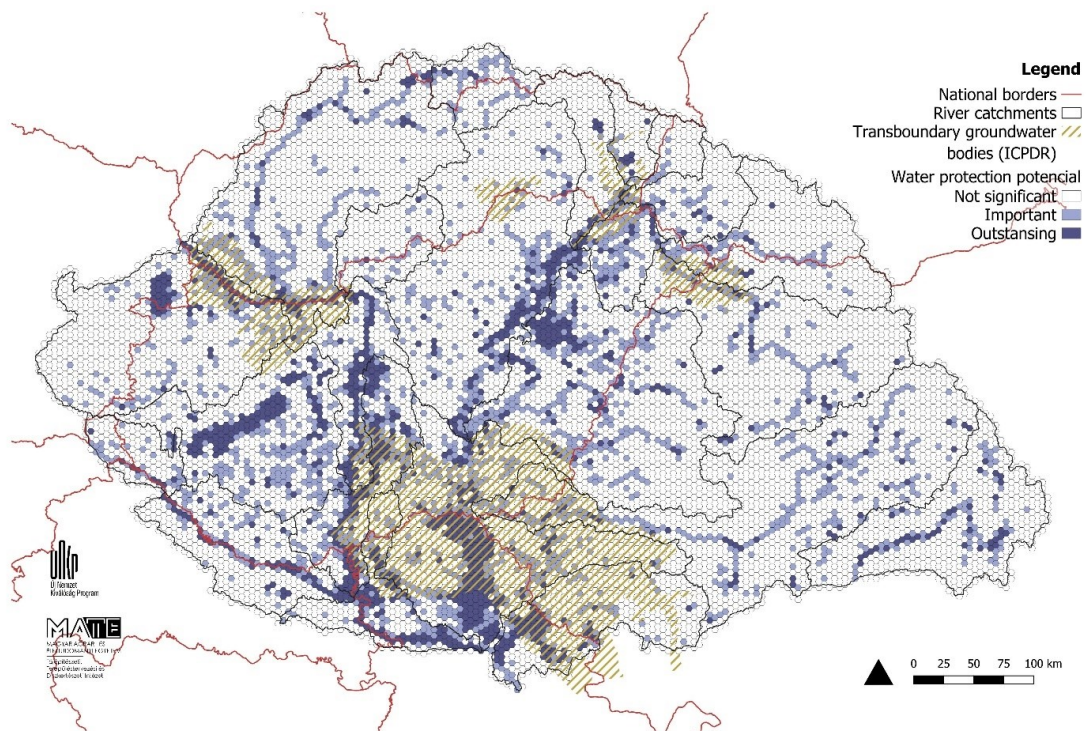 Legend
National borders
River catchments
Transboundary groundwater
bodies (ICPDR)
Water protection potencial
Not significant
Important
Outstansing
Új Nemzet
Kiválóság Program
MATE
0 25 50 75 100 km